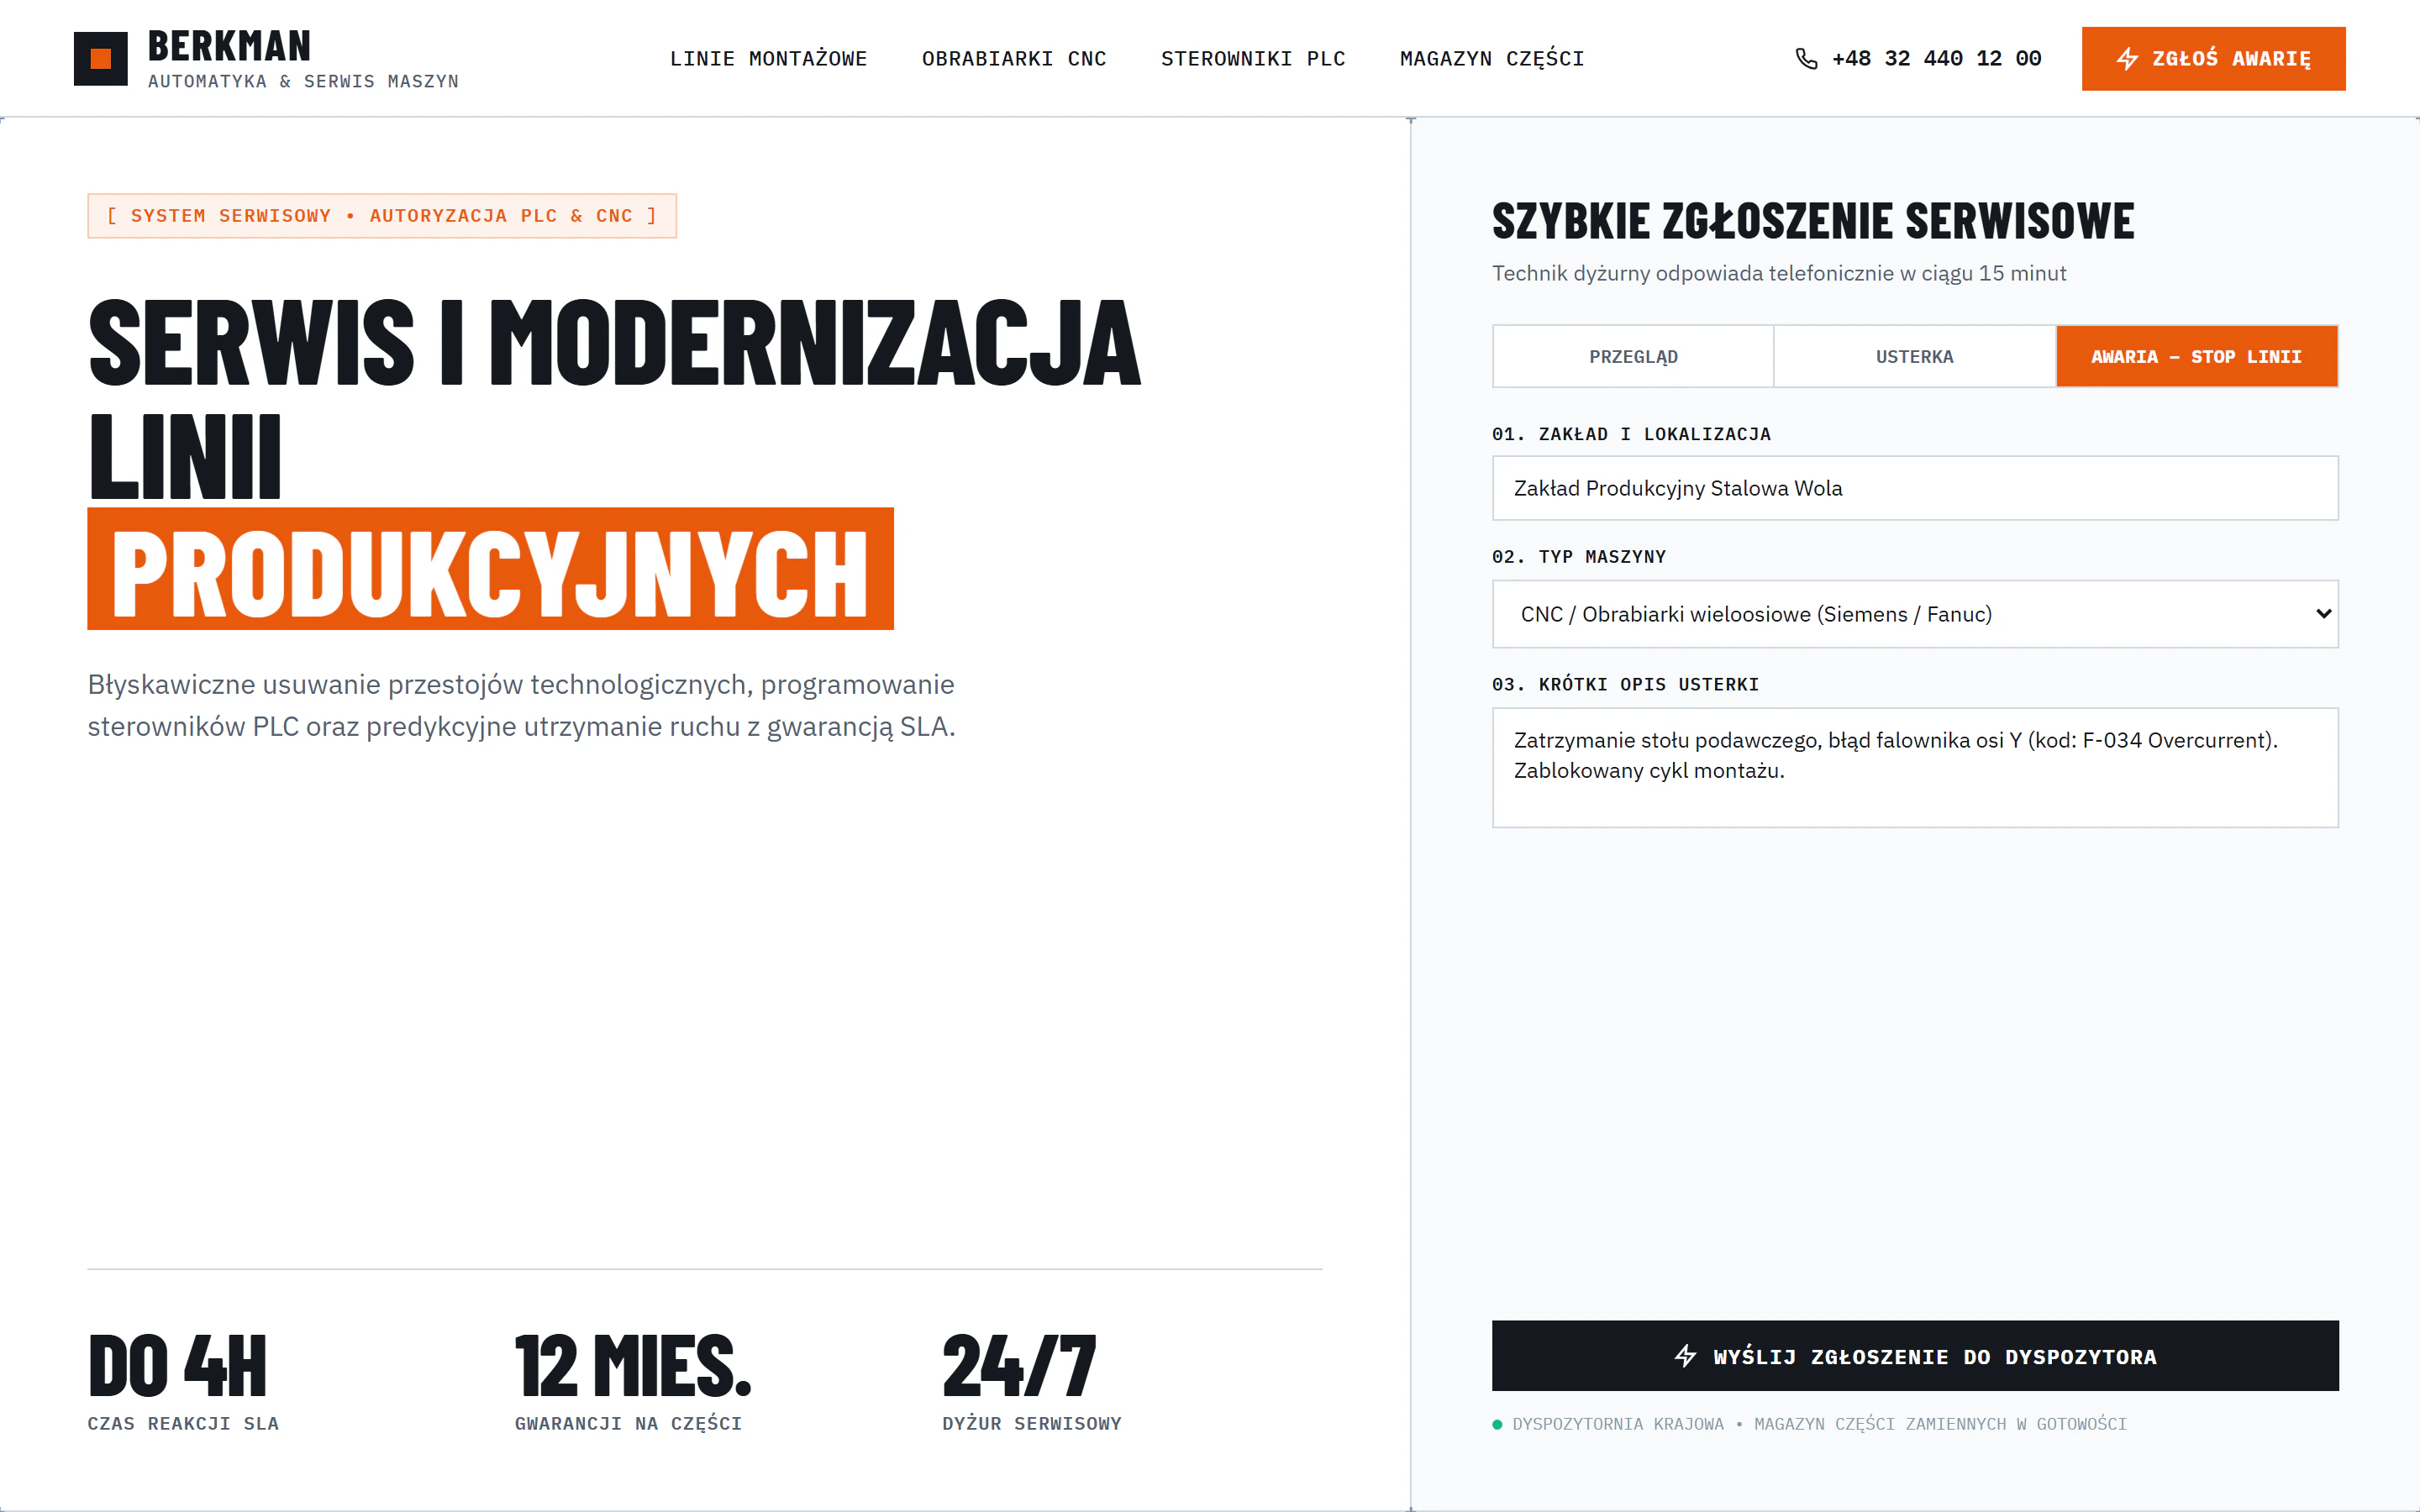 BERKMAN
AUTOMATYKA & SERWIS MASZYN
LINIE MONTAŻOWE
OBRABIARKI CNC
STEROWNIKI PLC
MAGAZYN CZĘŚCI
+48 32 440 12 00
ZGŁOŚ AWARIĘ
[ SYSTEM SERWISOWY • AUTORYZACJA PLC & CNC ]
SERWIS I MODERNIZACJA
LINII
PRODUKCYJNYCH
Błyskawiczne usuwanie przestojów technologicznych, programowanie
sterowników PLC oraz predykcyjne utrzymanie ruchu z gwarancją SLA.
DO 4H
CZAS REAKCJI SLA
12 MIES.
GWARANCJI NA CZĘŚCI
24/7
DYŻUR SERWISOWY
SZYBKIE ZGŁOSZENIE SERWISOWE
Technik dyżurny odpowiada telefonicznie w ciągu 15 minut
PRZEGLĄD
USTERKA
AWARIA – STOP LINII
01. ZAKŁAD I LOKALIZACJA
Zakład Produkcyjny Stalowa Wola
02. TYP MASZYNY
CNC / Obrabiarki wieloosiowe (Siemens / Fanuc)
03. KRÓTKI OPIS USTERKI
Zatrzymanie stołu podawczego, błąd falownika osi Y (kod: F-034 Overcurrent).
Zablokowany cykl montażu.
WYŚLIJ ZGŁOSZENIE DO DYSPOZYTORA
DYSPOZYTORNIA KRAJOWA • MAGAZYN CZĘŚCI ZAMIENNYCH W GOTOWOŚCI